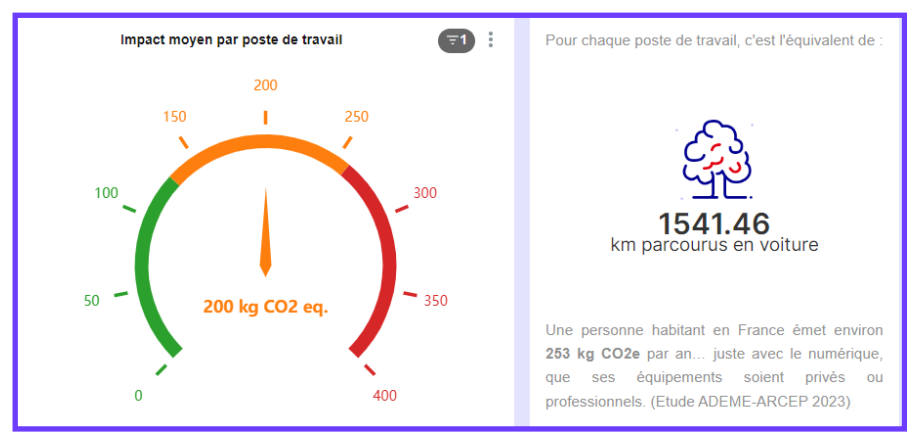 Impact moyen par poste de travail
1
200
150
250
100
300
50
350
200 kg CO2 eq.
0
400
Pour chaque poste de travail, c'est l'équivalent de :
1541.46
km parcourus en voiture
Une personne habitant en France émet environ
253 kg CO2e par an... juste avec le numérique,
que ses équipements soient privés ou
professionnels. (Etude ADEME-ARCEP 2023)